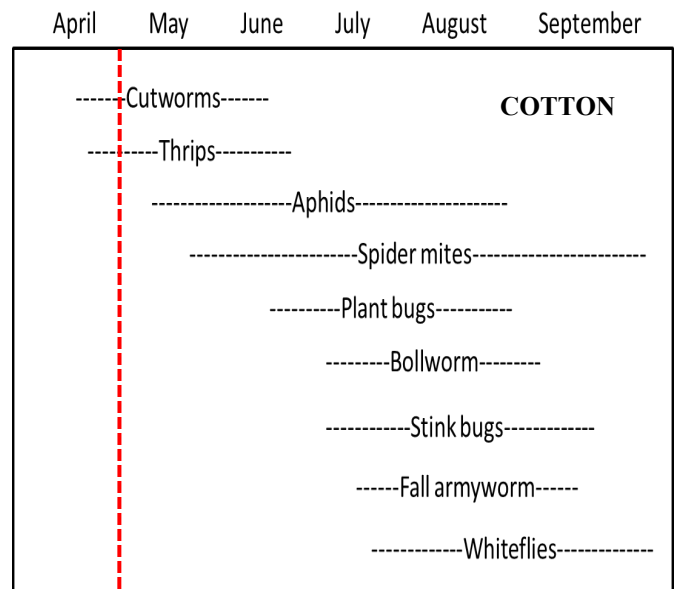 April May June July August September
-------Cutworms-------
COTTON
----------Thrips-----------
--------------------Aphids----------------------
------------------------Spider mites-------------------------
----------Plant bugs-----------
---------Bollworm---------
------------Stink bugs-------------
------Fall armyworm------
-------------Whiteflies--------------